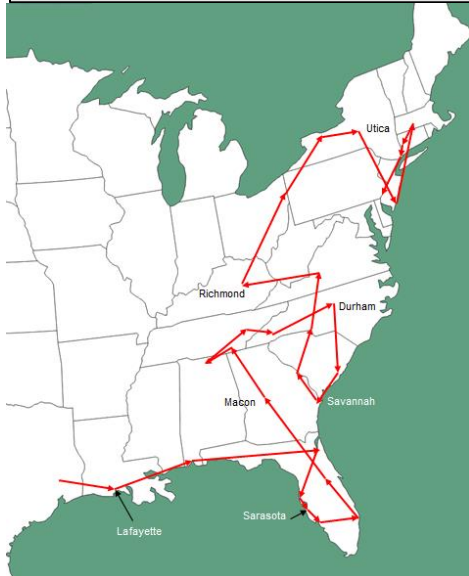 Utica
Richmond
Durham
Macon
Savannah
Sarasota
Lafayette